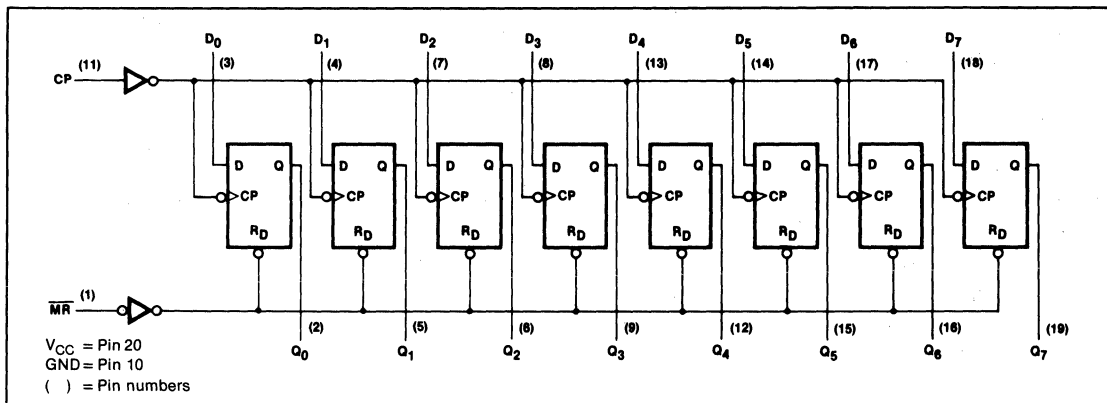 D0 D1 D2 D3 D4 D5 D6 D7
CP (11) (3) (4) (7) (8) (13) (14) (17) (18)
D Q D Q D Q D Q D Q D Q D Q D Q
CP CP CP CP CP CP CP CP
RD RD RD RD RD RD RD RD
MR (1)
(2) (5) (6) (9) (12) (15) (16) (19)
Q0 Q1 Q2 Q3 Q4 Q5 Q6 Q7
VCC = Pin 20
GND = Pin 10
( ) = Pin numbers